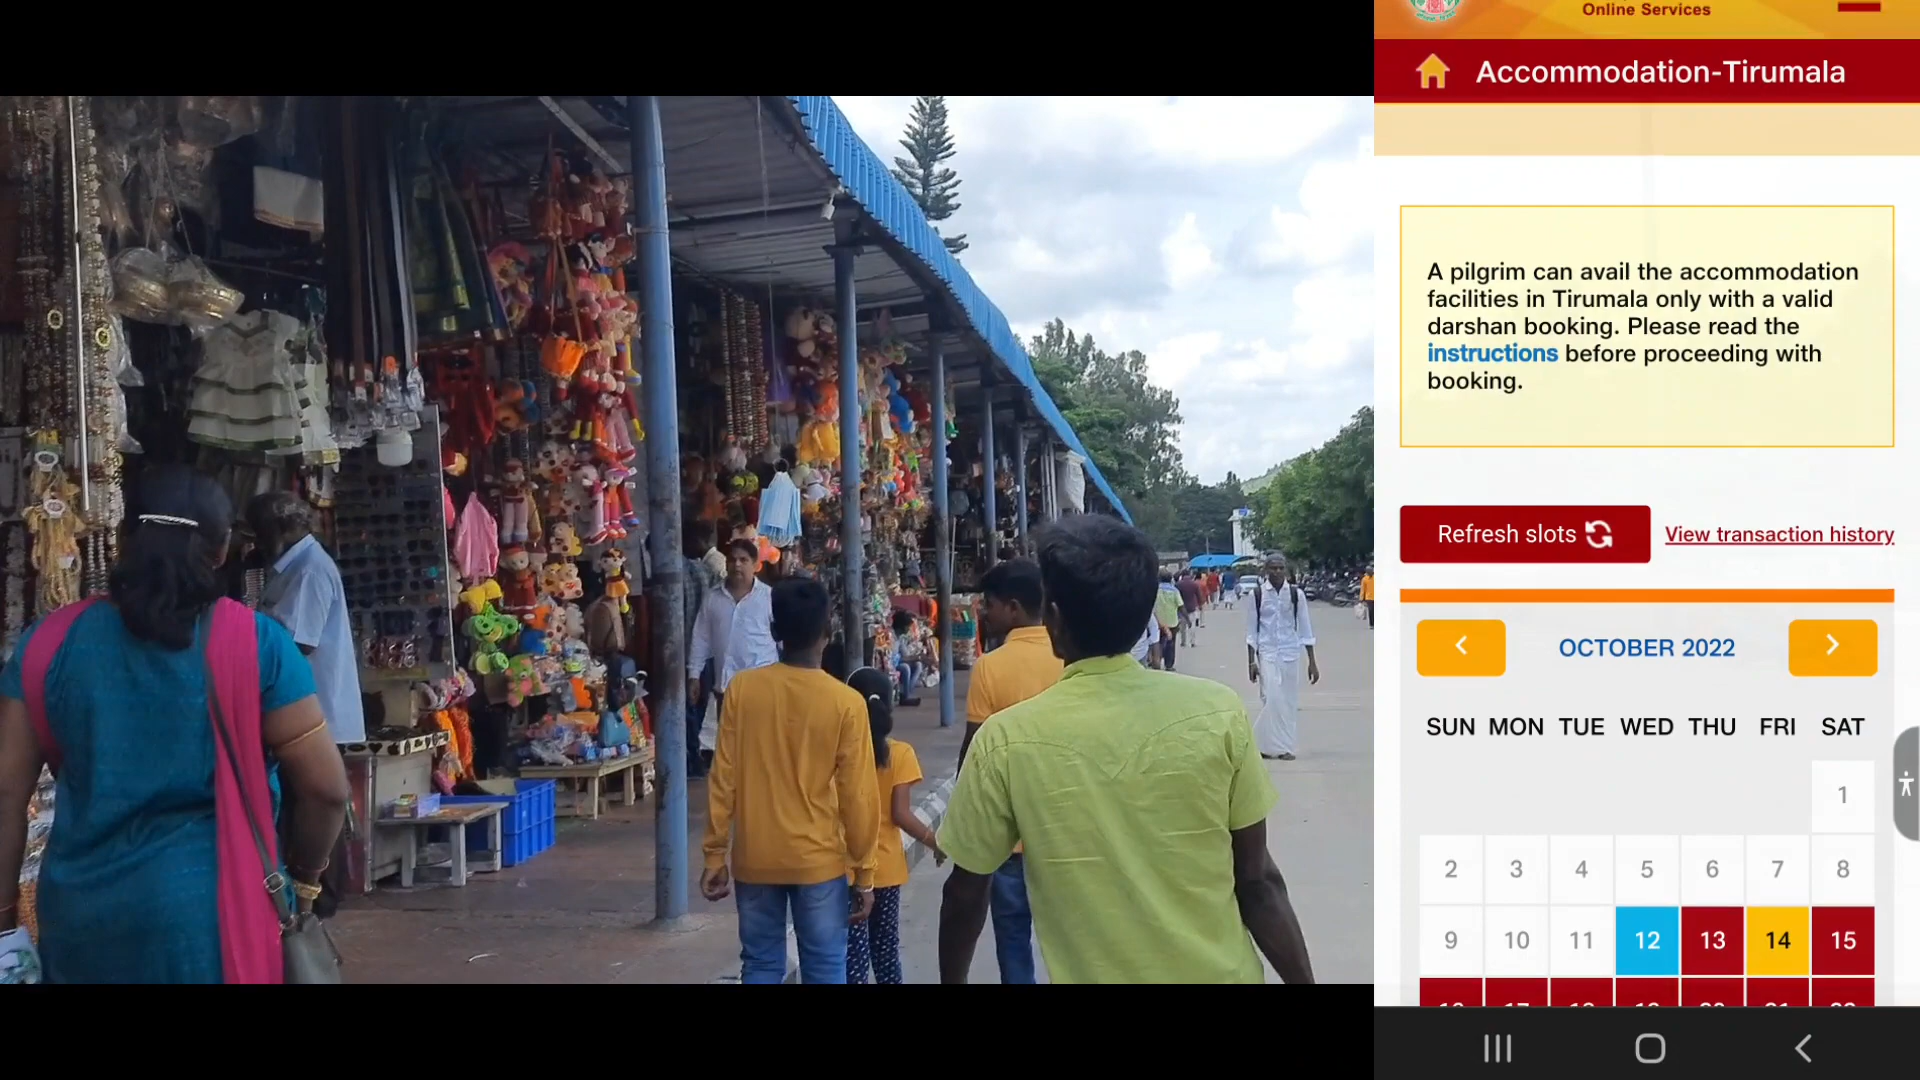 Online Services
Accommodation-Tirumala
A pilgrim can avail the accommodation
facilities in Tirumala only with a valid
darshan booking. Please read the
instructions before proceeding with
booking.
Refresh slots
View transaction history
OCTOBER 2022
SUN MON TUE WED THU FRI SAT
1
2 3 4 5 6 7 8
9 10 11 12 13 14 15